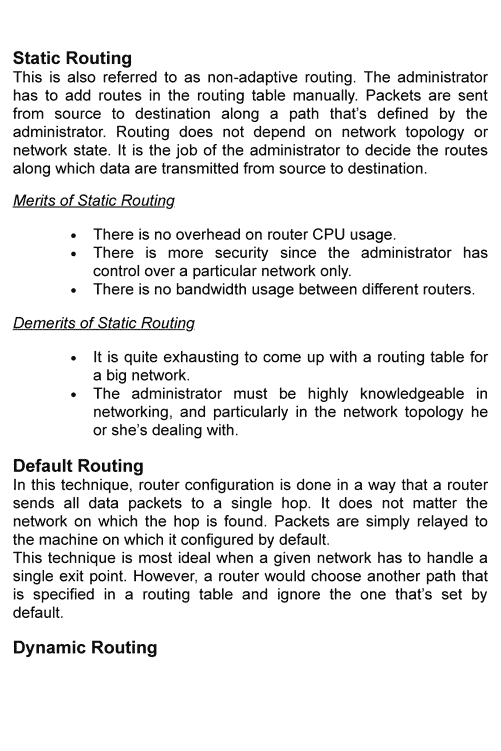 Static Routing
This is also referred to as non-adaptive routing. The administrator
has to add routes in the routing table manually. Packets are sent
from source to destination along a path that's defined by the
administrator. Routing does not depend on network topology or
network state. It is the job of the administrator to decide the routes
along which data are transmitted from source to destination.
Merits of Static Routing
• There is no overhead on router CPU usage.
• There is more security since the administrator has
control over a particular network only.
• There is no bandwidth usage between different routers.
Demerits of Static Routing
• It is quite exhausting to come up with a routing table for
a big network.
• The administrator must be highly knowledgeable in
networking, and particularly in the network topology he
or she's dealing with.
Default Routing
In this technique, router configuration is done in a way that a router
sends all data packets to a single hop. It does not matter the
network on which the hop is found. Packets are simply relayed to
the machine on which it configured by default.
This technique is most ideal when a given network has to handle a
single exit point. However, a router would choose another path that
is specified in a routing table and ignore the one that's set by
default.
Dynamic Routing